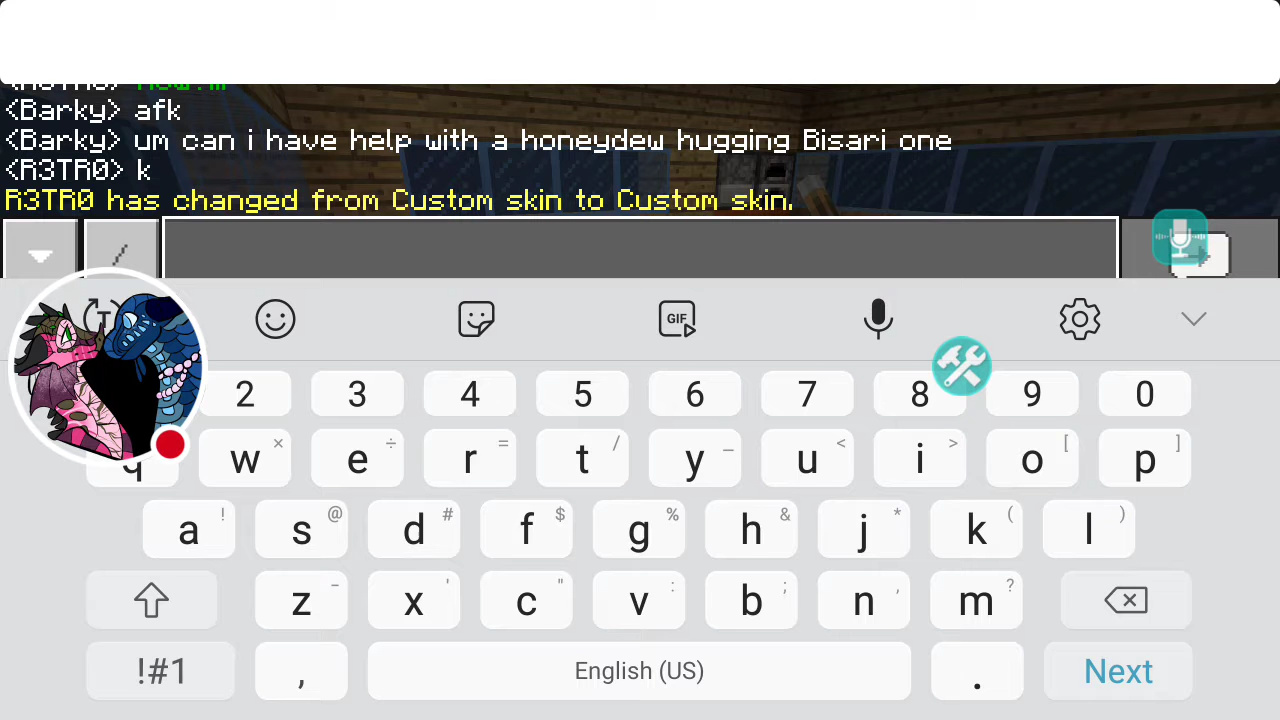 <Barky> afk
<Barky> um can i have help with a honeydew hugging Bisari one
<R3TR0> k
R3TR0 has changed from Custom skin to Custom skin.
/
T GIF
2 3 4 5 6 7 8 9 0
q w × e ÷ r = t / y _ u < i > o [ p ]
a ! s @ d # f $ g % h & j * k ( l )
z - x ' c " v : b ; n , m ?
!#1 , English (US) . Next